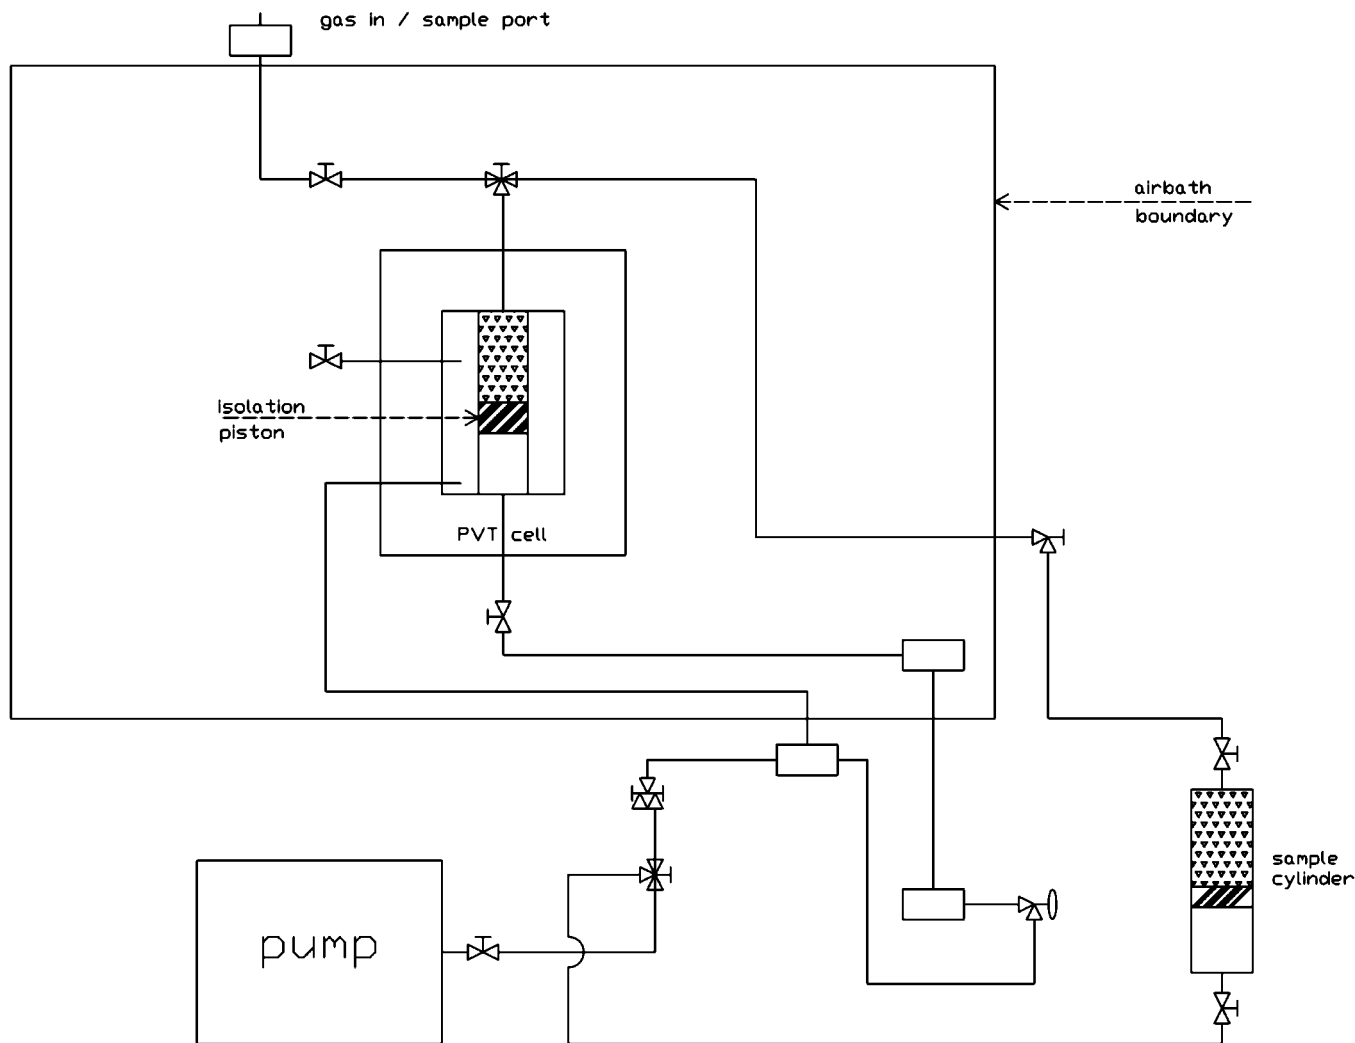 gas in / sample port
airbath
boundary
isolation
piston
PVT cell
sample
cylinder
pump